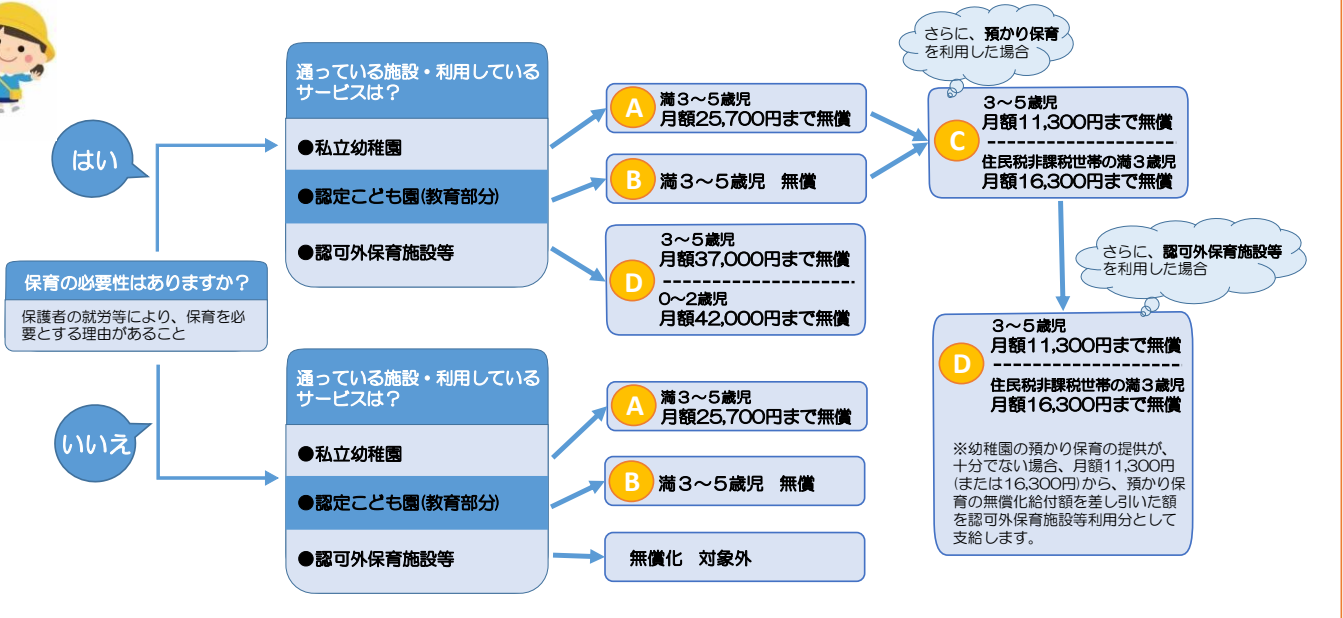 はい
保育の必要性はありますか？
保護者の就労等により、保育を必
要とする理由があること
いいえ
通っている施設・利用している
サービスは？
●私立幼稚園
●認定こども園(教育部分)
●認可外保育施設等
A
満３～５歳児
月額25,700円まで無償
B
満３～５歳児　無償
D
３～５歳児
月額37,000円まで無償
０～２歳児
月額42,000円まで無償
さらに、預かり保育
を利用した場合
C
３～５歳児
月額11,300円まで無償
住民税非課税世帯の満３歳児
月額16,300円まで無償
さらに、認可外保育施設等
を利用した場合
D
３～５歳児
月額11,300円まで無償
住民税非課税世帯の満３歳児
月額16,300円まで無償
※幼稚園の預かり保育の提供が、
十分でない場合、月額11,300円
(または16,300円)から、預かり保
育の無償化給付額を差し引いた額
を認可外保育施設等利用分として
支給します。
通っている施設・利用している
サービスは？
●私立幼稚園
●認定こども園(教育部分)
●認可外保育施設等
A
満３～５歳児
月額25,700円まで無償
B
満３～５歳児　無償
無償化　対象外